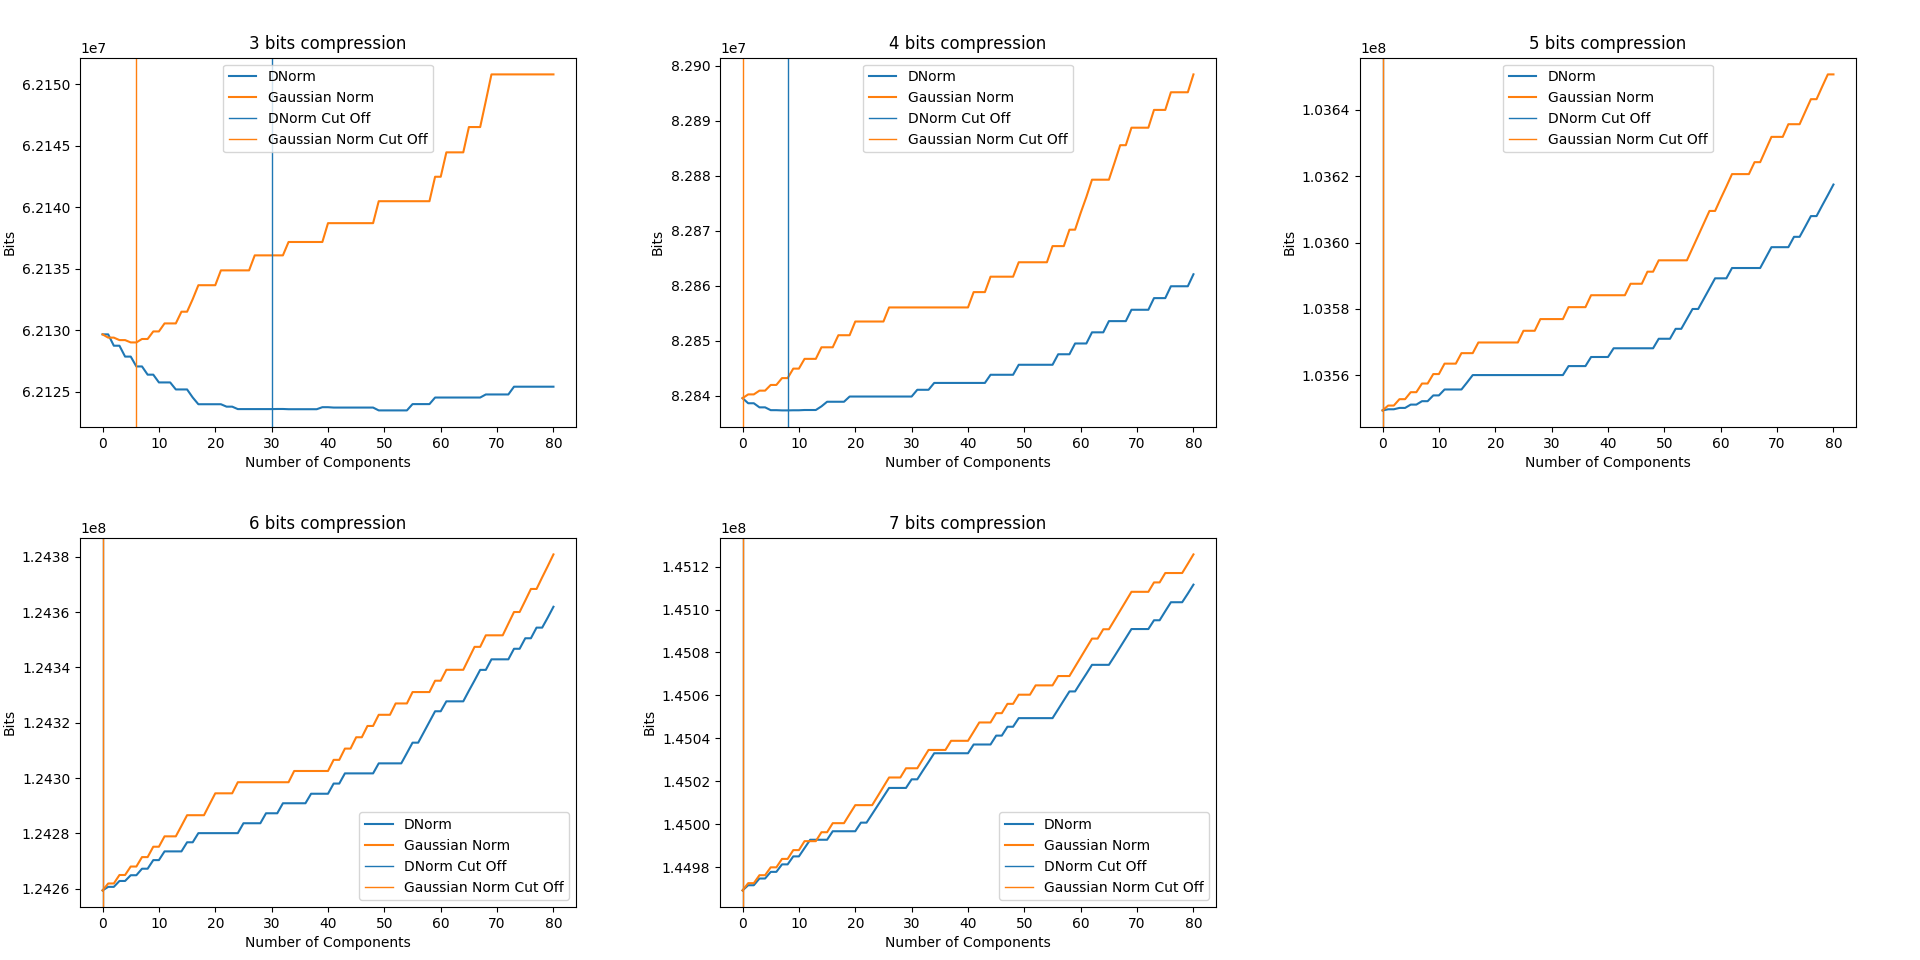 3 bits compression
1e7
6.2150
6.2145
6.2140
6.2135
6.2130
6.2125
Bits
DNorm
Gaussian Norm
DNorm Cut Off
Gaussian Norm Cut Off
0 10 20 30 40 50 60 70 80
Number of Components
4 bits compression
1e7
8.290
8.289
8.288
8.287
8.286
8.285
8.284
Bits
DNorm
Gaussian Norm
DNorm Cut Off
Gaussian Norm Cut Off
0 10 20 30 40 50 60 70 80
Number of Components
5 bits compression
1e8
1.0364
1.0362
1.0360
1.0358
1.0356
Bits
DNorm
Gaussian Norm
DNorm Cut Off
Gaussian Norm Cut Off
0 10 20 30 40 50 60 70 80
Number of Components
6 bits compression
1e8
1.2438
1.2436
1.2434
1.2432
1.2430
1.2428
1.2426
Bits
DNorm
Gaussian Norm
DNorm Cut Off
Gaussian Norm Cut Off
0 10 20 30 40 50 60 70 80
Number of Components
7 bits compression
1e8
1.4512
1.4510
1.4508
1.4506
1.4504
1.4502
1.4500
1.4498
Bits
DNorm
Gaussian Norm
DNorm Cut Off
Gaussian Norm Cut Off
0 10 20 30 40 50 60 70 80
Number of Components